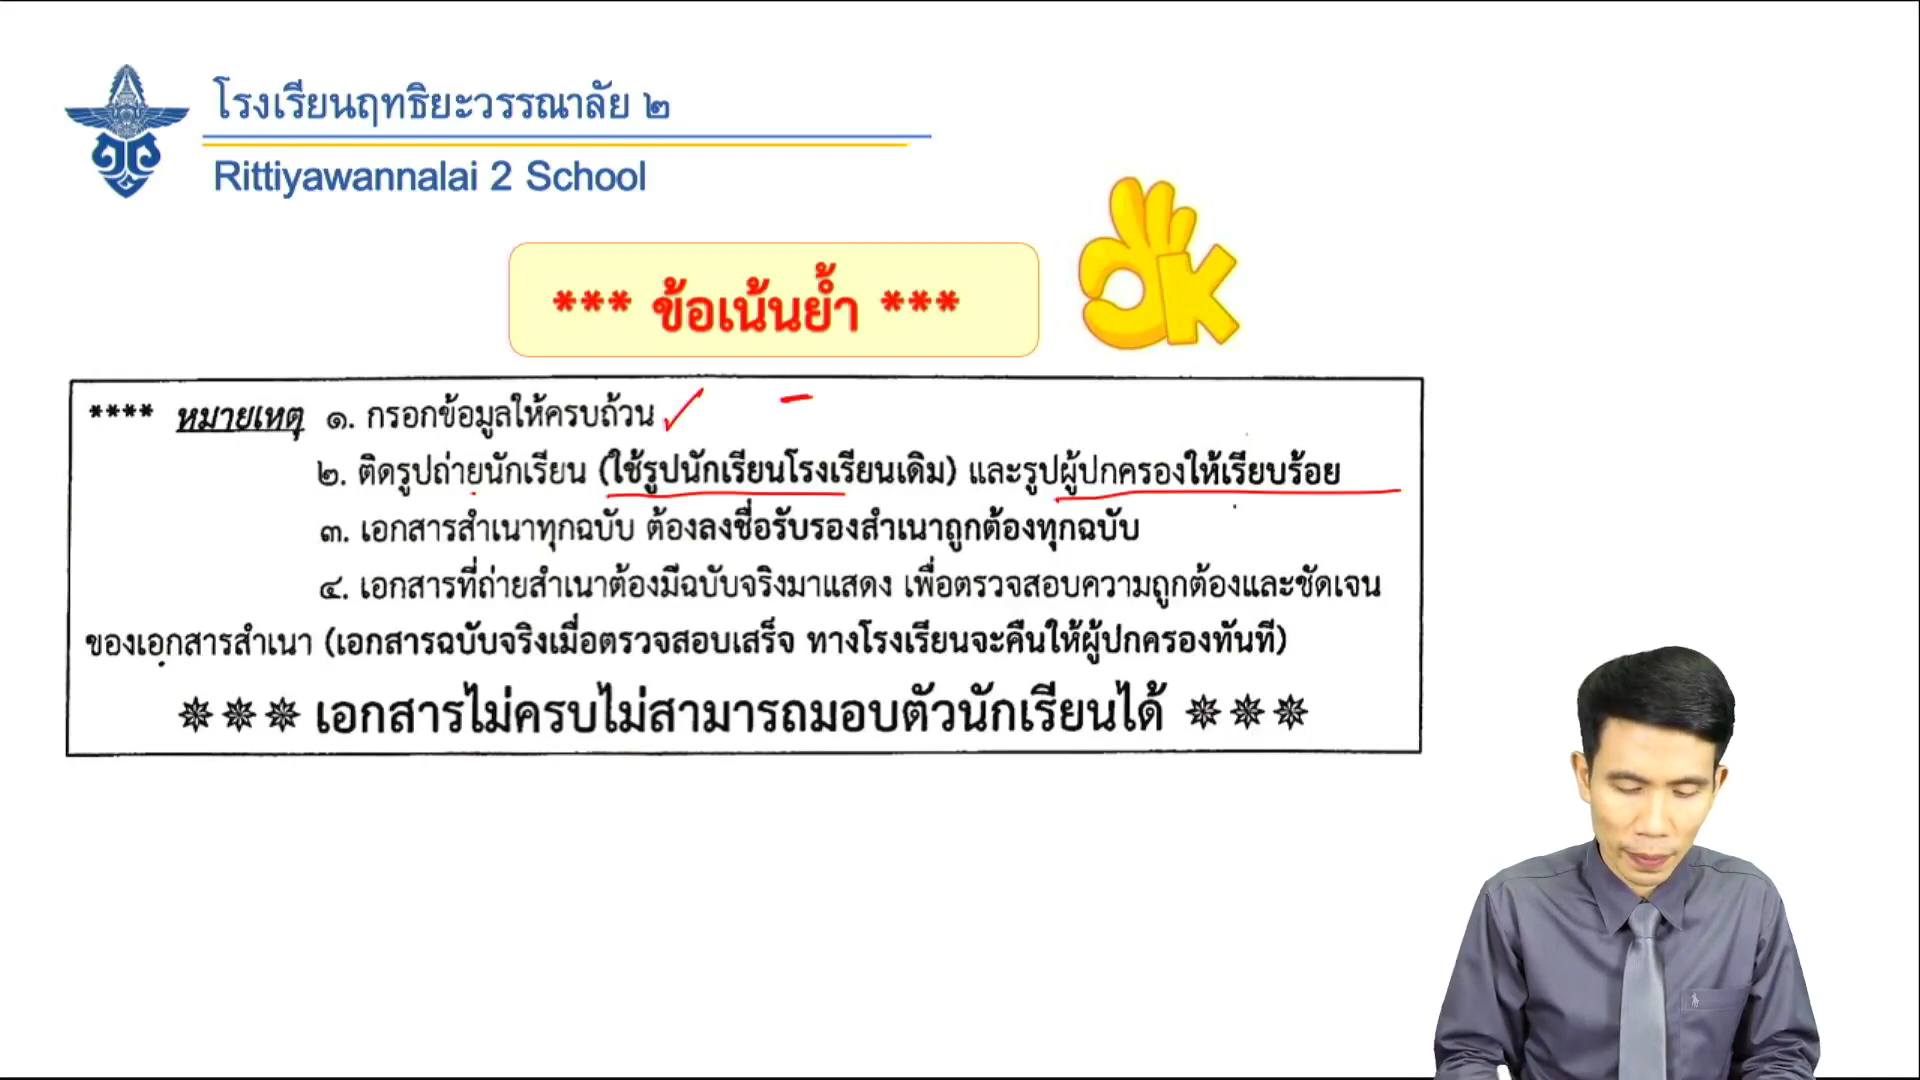 โรงเรียนฤทธิยะวรรณาลัย ๒
Rittiyawannalai 2 School
*** ข้อเน้นย้ำ ***
OK
**** หมายเหตุ ๑. กรอกข้อมูลให้ครบถ้วน
๒. ติดรูปถ่ายนักเรียน (ใช้รูปนักเรียนโรงเรียนเดิม) และรูปผู้ปกครองให้เรียบร้อย
๓. เอกสารสำเนาทุกฉบับ ต้องลงชื่อรับรองสำเนาถูกต้องทุกฉบับ
๔. เอกสารที่ถ่ายสำเนาต้องมีฉบับจริงมาแสดง เพื่อตรวจสอบความถูกต้องและชัดเจน
ของเอกสารสำเนา (เอกสารฉบับจริงเมื่อตรวจสอบเสร็จ ทางโรงเรียนจะคืนให้ผู้ปกครองทันที)
✵ ✵ ✵ เอกสารไม่ครบไม่สามารถมอบตัวนักเรียนได้ ✵ ✵ ✵